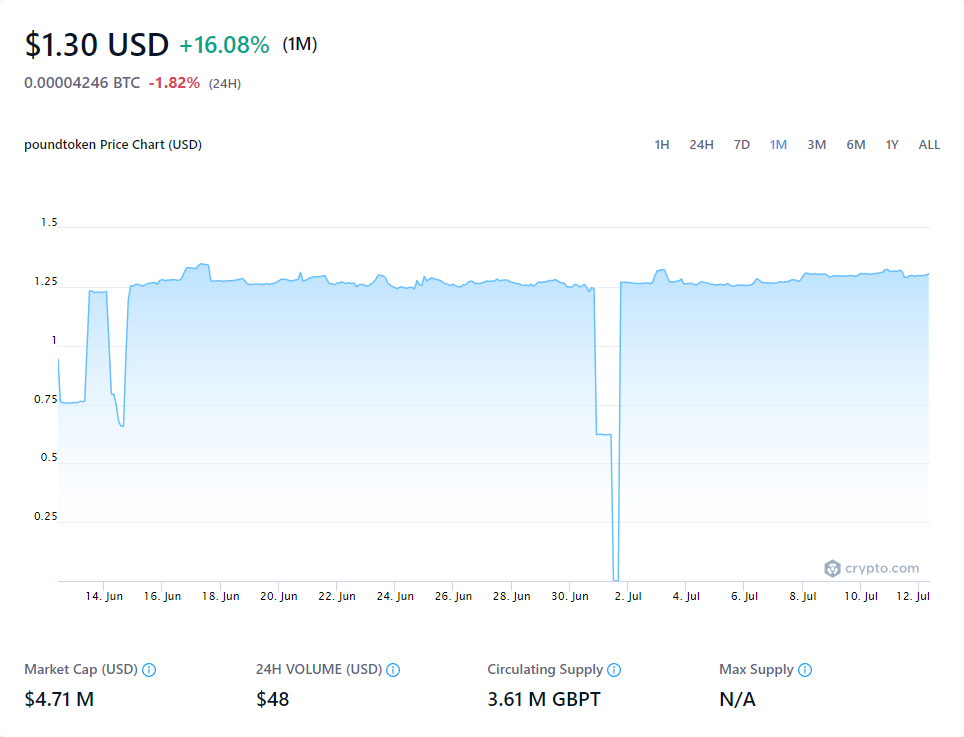 $1.30 USD +16.08% (1M)
0.00004246 BTC -1.82% (24H)
poundtoken Price Chart (USD) 1H 24H 7D 1M 3M 6M 1Y ALL
1.5
1.25
1
0.75
0.5
0.25
crypto.com
14. Jun 16. Jun 18. Jun 20. Jun 22. Jun 24. Jun 26. Jun 28. Jun 30. Jun 2. Jul 4. Jul 6. Jul 8. Jul 10. Jul 12. Jul
Market Cap (USD) 24H VOLUME (USD) Circulating Supply Max Supply
$4.71 M $48 3.61 M GBPT N/A